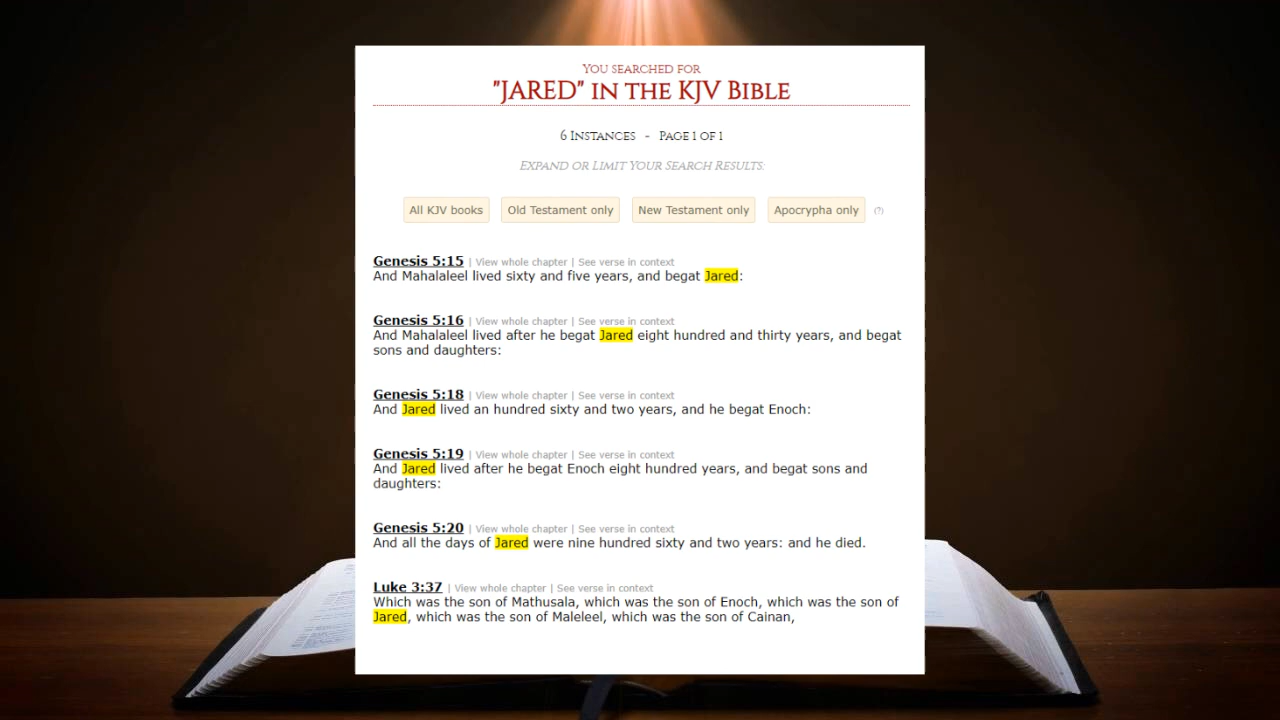 You searched for
"JARED" in the KJV Bible
6 Instances - Page 1 of 1
Expand or Limit Your Search Results:
All KJV books Old Testament only New Testament only Apocrypha only (?)
Genesis 5:15 | View whole chapter | See verse in context
And Mahalaleel lived sixty and five years, and begat Jared:
Genesis 5:16 | View whole chapter | See verse in context
And Mahalaleel lived after he begat Jared eight hundred and thirty years, and begat
sons and daughters:
Genesis 5:18 | View whole chapter | See verse in context
And Jared lived an hundred sixty and two years, and he begat Enoch:
Genesis 5:19 | View whole chapter | See verse in context
And Jared lived after he begat Enoch eight hundred years, and begat sons and
daughters:
Genesis 5:20 | View whole chapter | See verse in context
And all the days of Jared were nine hundred sixty and two years: and he died.
Luke 3:37 | View whole chapter | See verse in context
Which was the son of Mathusala, which was the son of Enoch, which was the son of
Jared, which was the son of Maleleel, which was the son of Cainan,